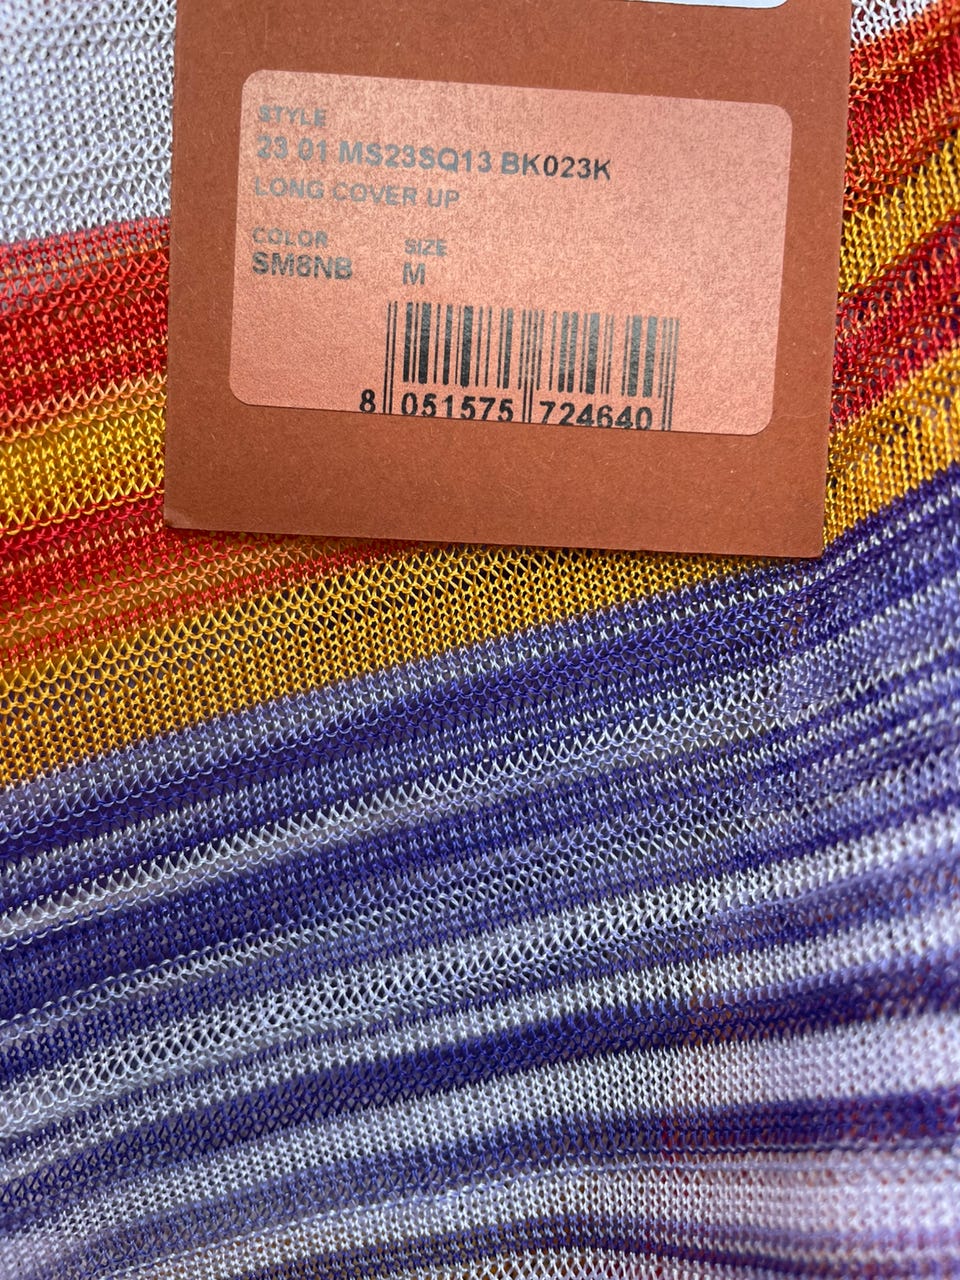 STYLE
23 01 MS23SQ13 BK023K
LONG COVER UP
COLOR SIZE
SM8NB M
8 051575 724640